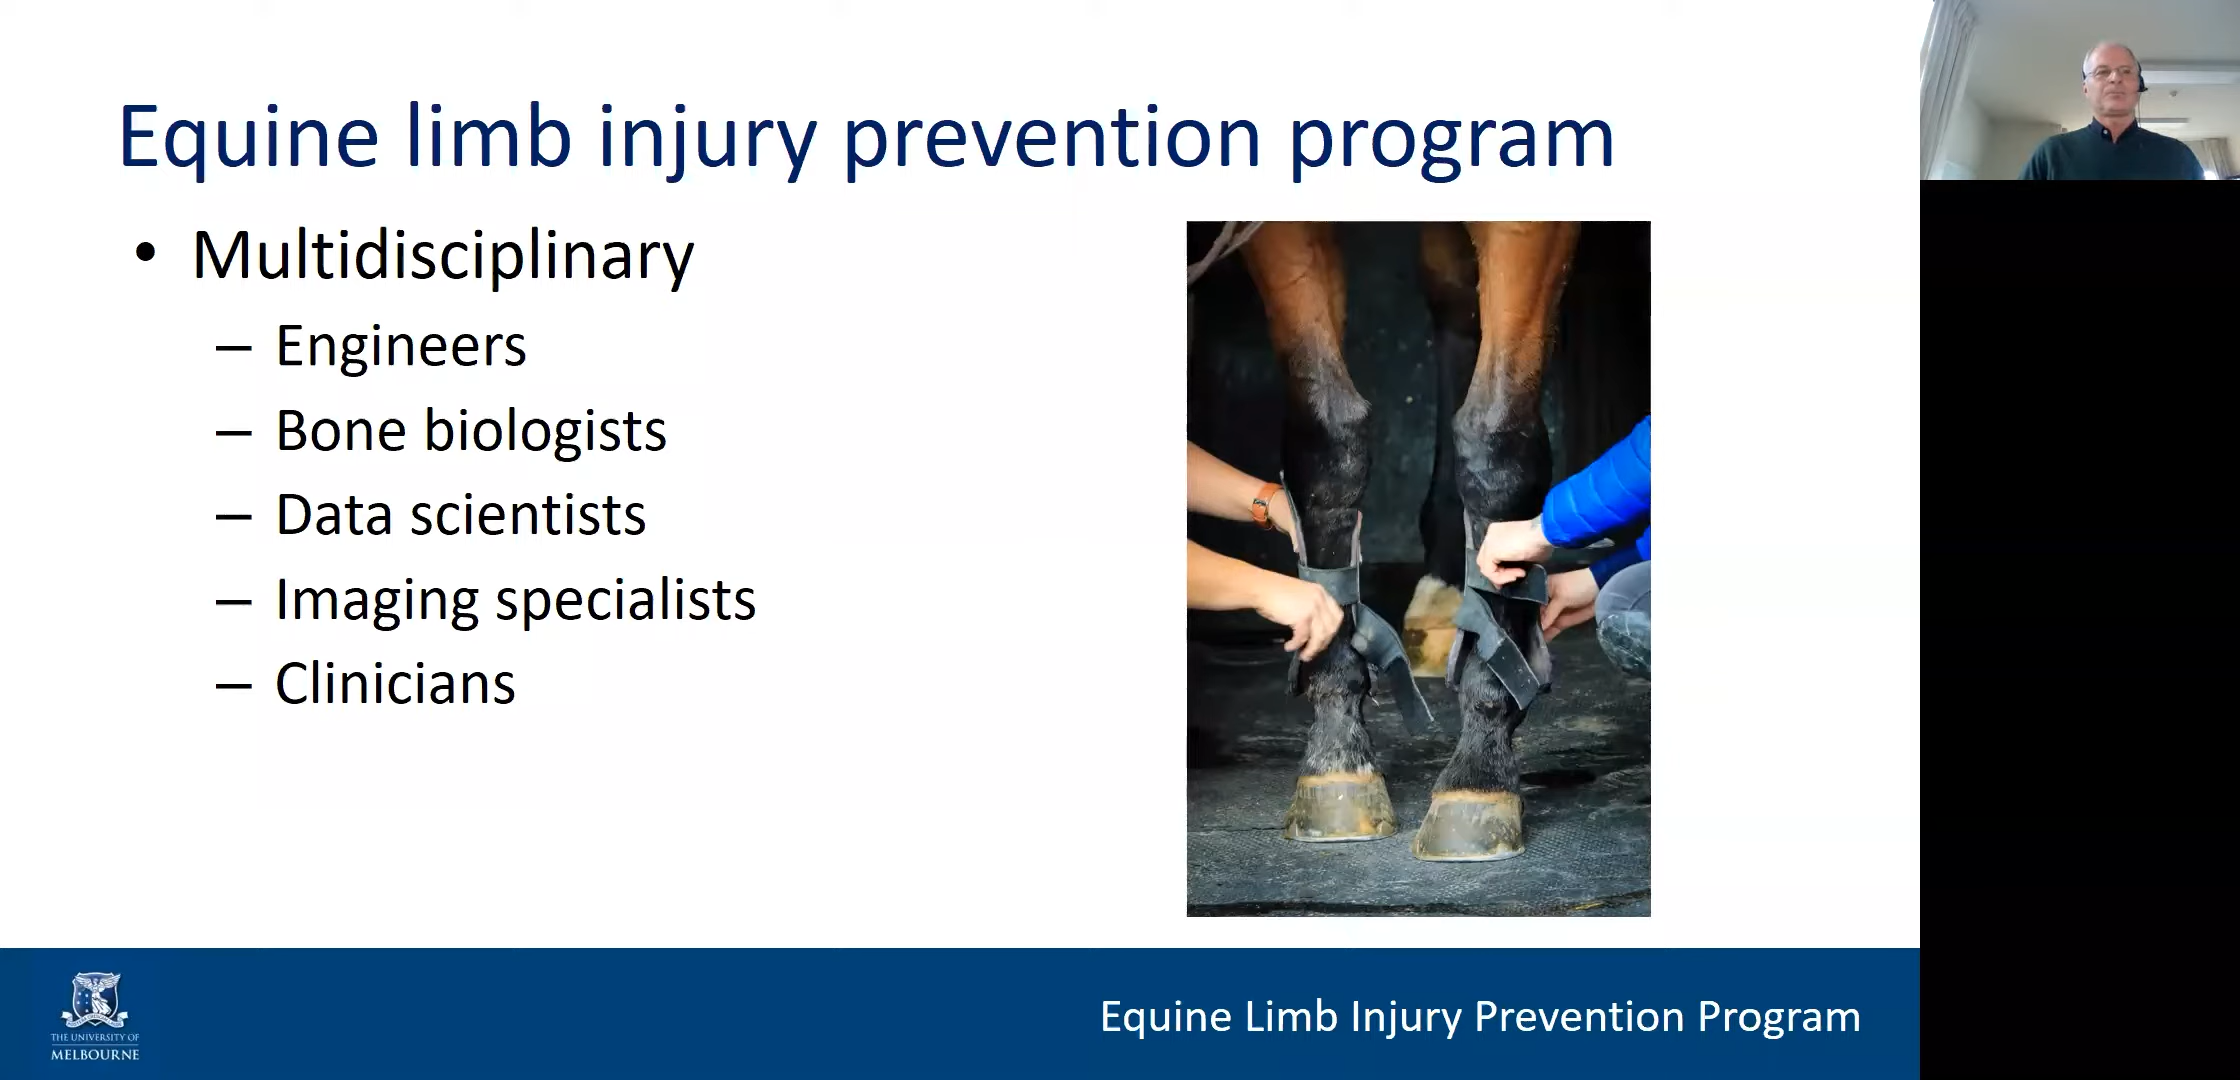 Equine limb injury prevention program
• Multidisciplinary
– Engineers
– Bone biologists
– Data scientists
– Imaging specialists
– Clinicians
THE UNIVERSITY OF
MELBOURNE
Equine Limb Injury Prevention Program